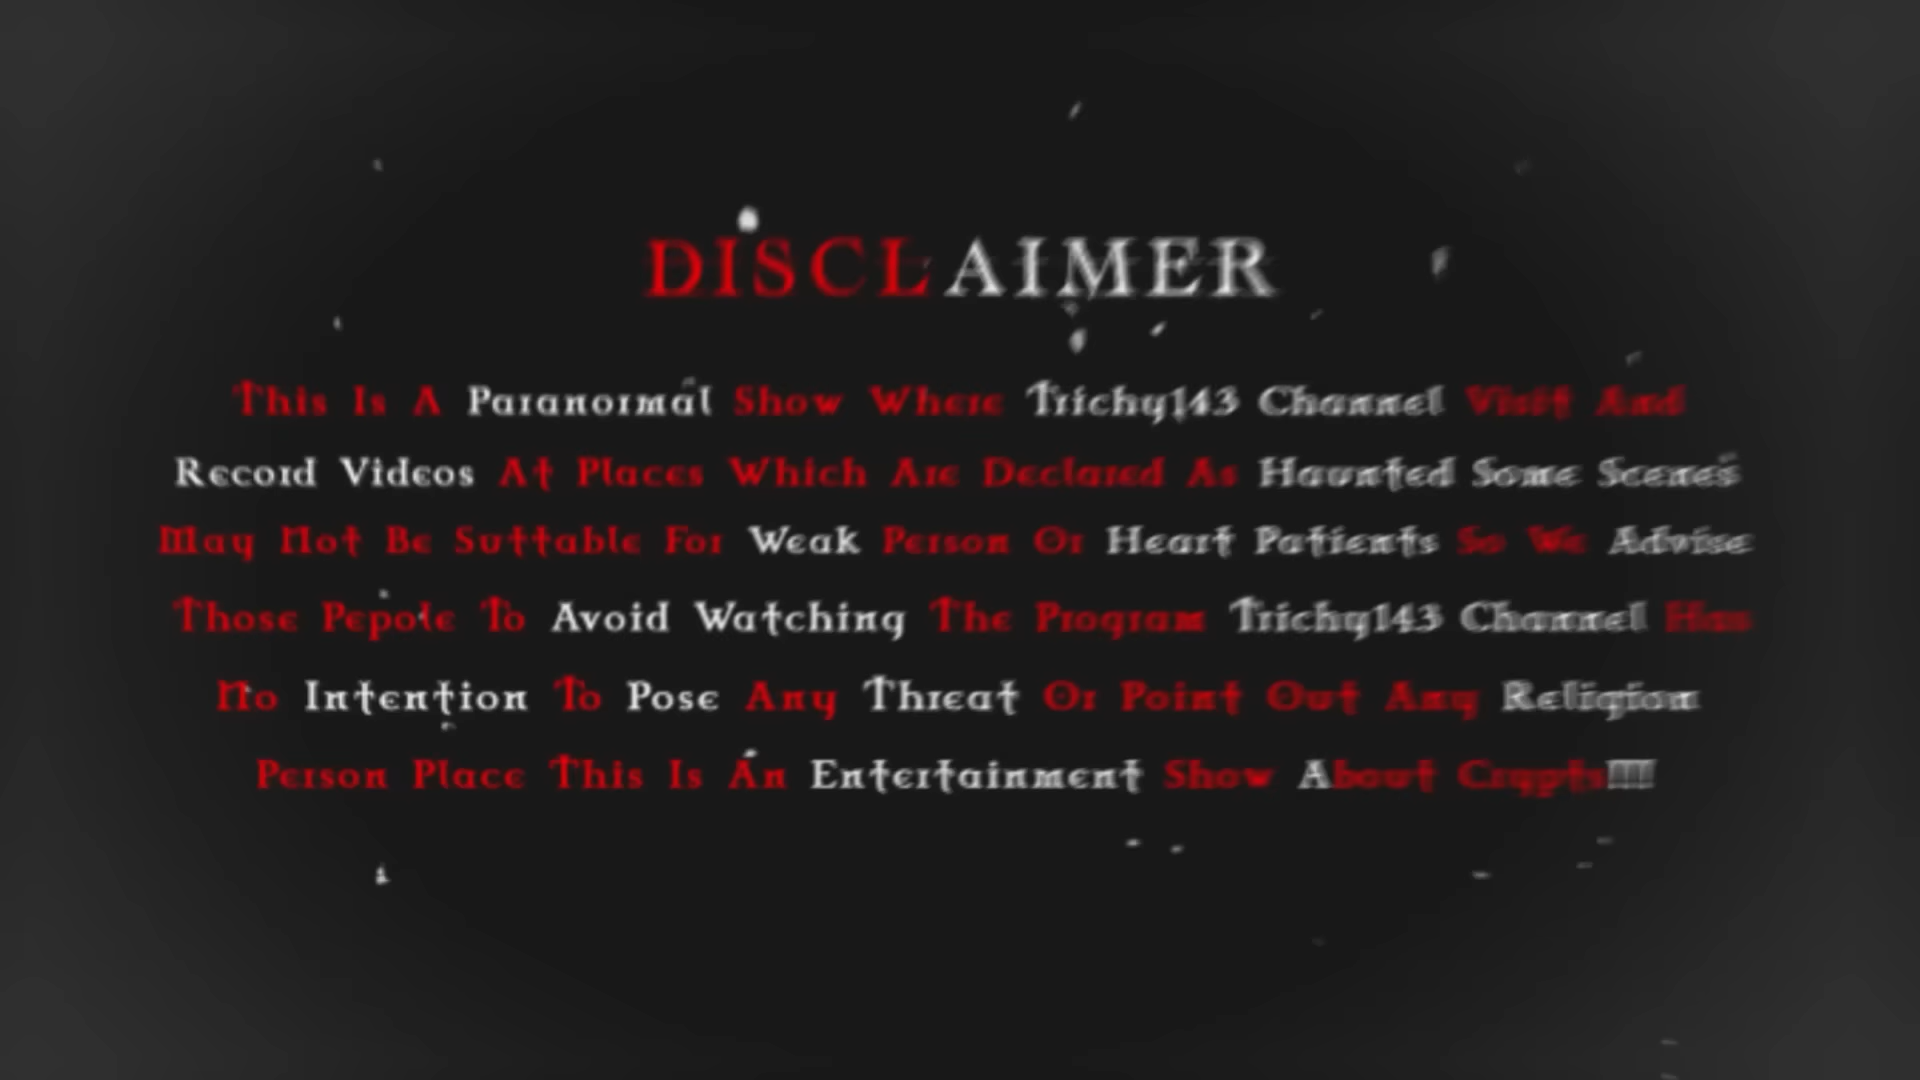 DISCLAIMER
This Is A Paranormal Show Where Trichy143 Channel Visit And
Record Videos At Places Which Are Declared As Haunted Some Scenes
May Not Be Suttable For Weak Person Or Heart Patients So We Advise
Those Pepole To Avoid Watching The Program Trichy143 Channel Has
No Intention To Pose Any Threat Or Point Out Any Religion
Person Place This Is An Entertainment Show About Crypts